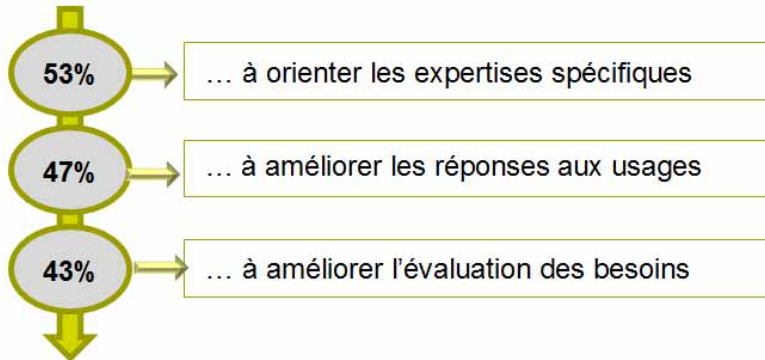 53%
… à orienter les expertises spécifiques
47%
… à améliorer les réponses aux usages
43%
… à améliorer l’évaluation des besoins